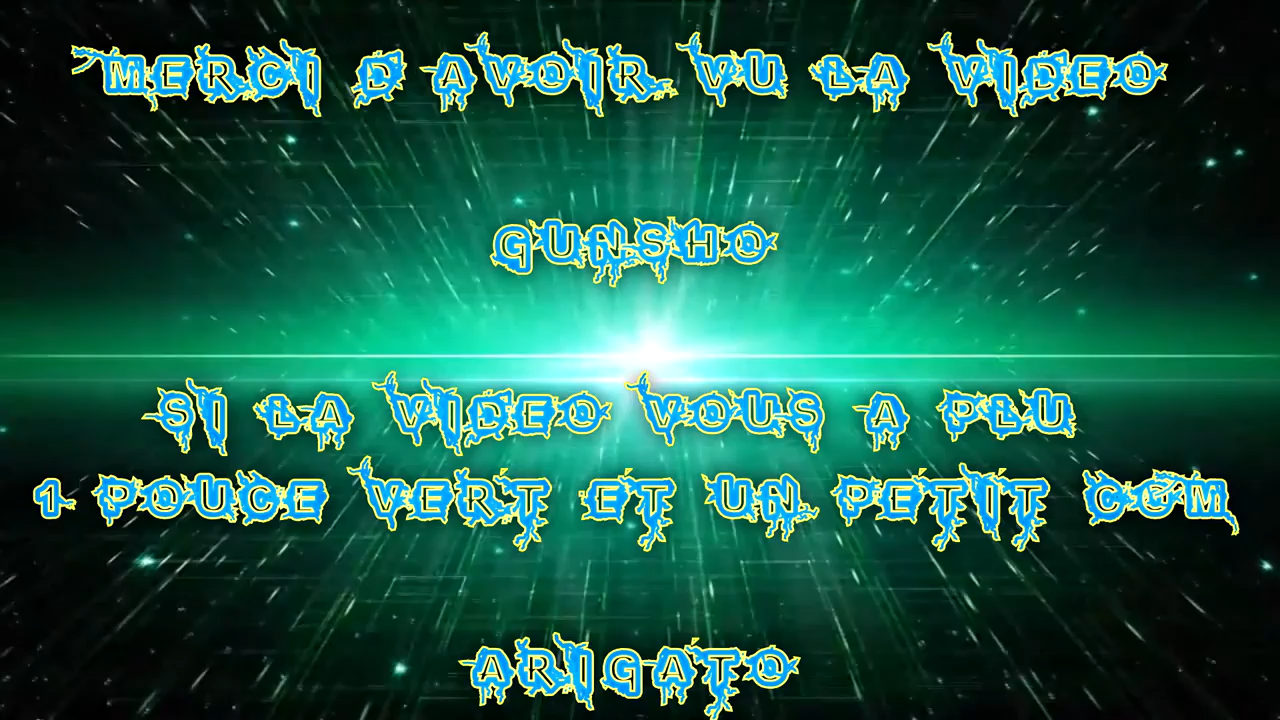 MERCI D AVOIR VU LA VIDEO
GUNSHO
SI LA VIDEO VOUS A PLU
1 POUCE VERT ET UN PETIT COM
ARIGATO